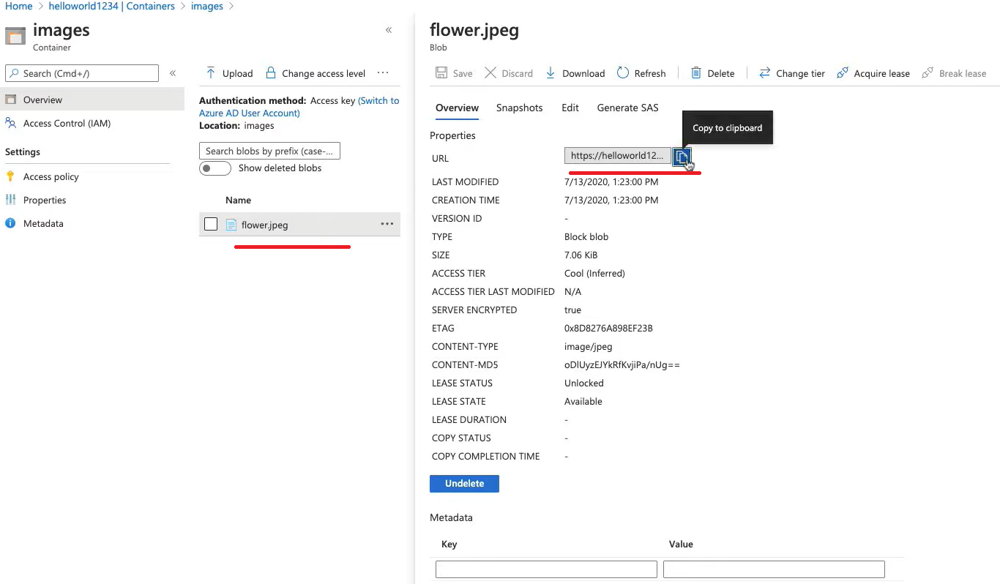 Home > helloworld1234 | Containers > images >
images
Container
«
Search (Cmd+/)
«
Overview
Access Control (IAM)
Settings
Access policy
Properties
Metadata
Upload
Change access level
...
Authentication method: Access key (Switch to
Azure AD User Account)
Location: images
Search blobs by prefix (case-...
Show deleted blobs
Name
flower.jpeg
...
flower.jpeg
Blob
Save
Discard
Download
Refresh
Delete
Change tier
Acquire lease
Break lease
Overview
Snapshots
Edit
Generate SAS
Copy to clipboard
Properties
URL https://helloworld12...
LAST MODIFIED 7/13/2020, 1:23:00 PM
CREATION TIME 7/13/2020, 1:23:00 PM
VERSION ID -
TYPE Block blob
SIZE 7.06 KiB
ACCESS TIER Cool (Inferred)
ACCESS TIER LAST MODIFIED N/A
SERVER ENCRYPTED true
ETAG 0x8D8276A898EF23B
CONTENT-TYPE image/jpeg
CONTENT-MD5 oDlUyzEJYkRfKvjiPa/nUg==
LEASE STATUS Unlocked
LEASE STATE Available
LEASE DURATION -
COPY STATUS -
COPY COMPLETION TIME -
Undelete
Metadata
Key Value